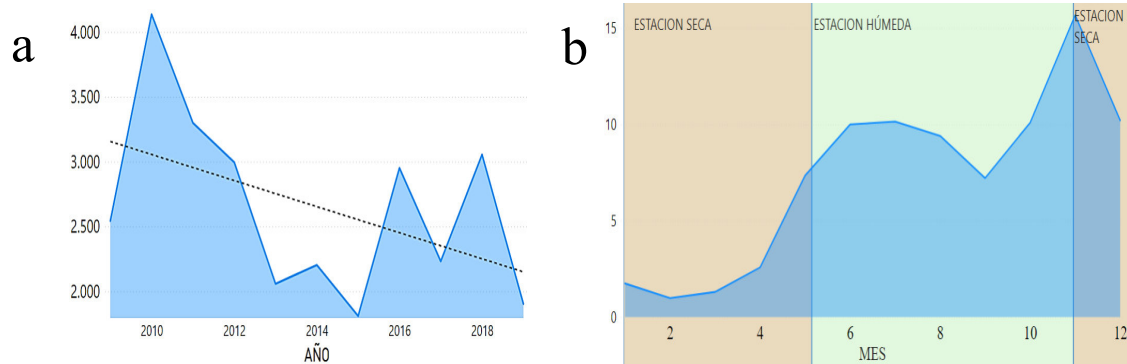 a
4.000
3.500
3.000
2.500
2.000
2010
2012
2014
2016
2018
AÑO
b
ESTACION SECA
ESTACION HÚMEDA
ESTACION
SECA
15
10
5
0
2
4
6
8
10
12
MES